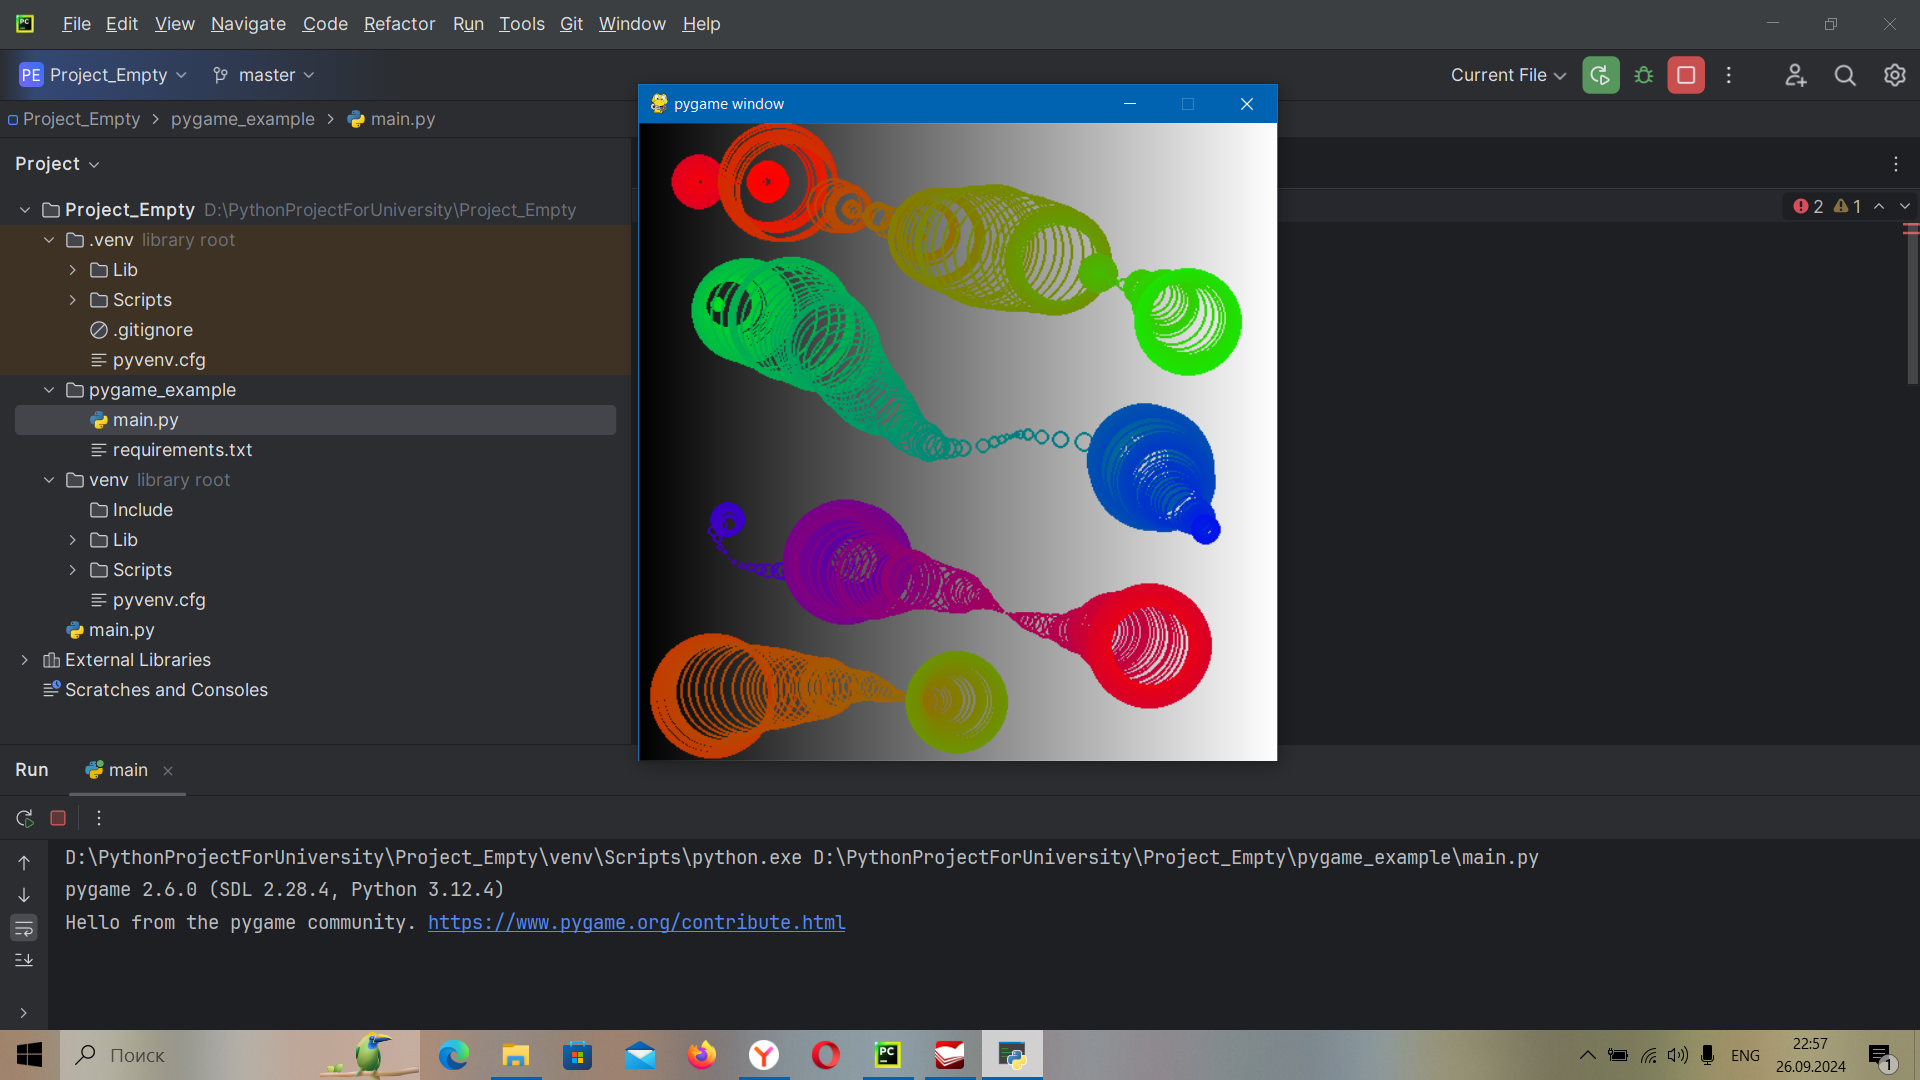 File Edit View Navigate Code Refactor Run Tools Git Window Help
PE Project_Empty master Current File
Project_Empty pygame_example main.py
pygame window
Project
2 1
Project_Empty D:\PythonProjectForUniversity\Project_Empty
.venv library root
Lib
Scripts
.gitignore
pyvenv.cfg
pygame_example
main.py
requirements.txt
venv library root
Include
Lib
Scripts
pyvenv.cfg
main.py
External Libraries
Scratches and Consoles
Run main
D:\PythonProjectForUniversity\Project_Empty\venv\Scripts\python.exe D:\PythonProjectForUniversity\Project_Empty\pygame_example\main.py
pygame 2.6.0 (SDL 2.28.4, Python 3.12.4)
Hello from the pygame community. https://www.pygame.org/contribute.html
Поиск
ENG
22:57
26.09.2024
1